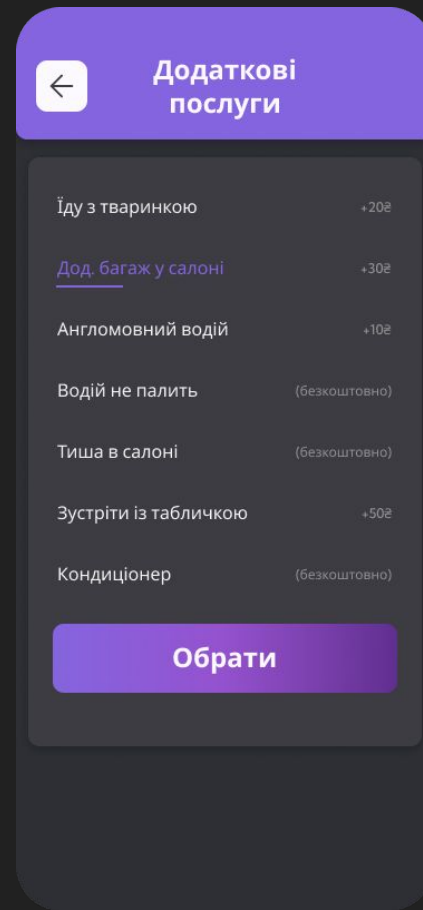 Додаткові
послуги
Їду з тваринкою +20₴
Дод. багаж у салоні +30₴
Англомовний водій +10₴
Водій не палить (безкоштовно)
Тиша в салоні (безкоштовно)
Зустріти із табличкою +50₴
Кондиціонер (безкоштовно)
Обрати